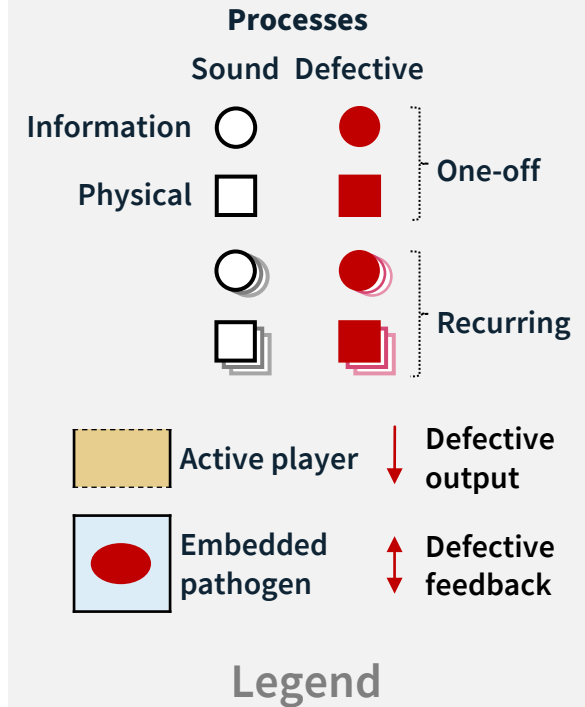 Processes
Sound Defective
Information
One-off
Physical
Recurring
Active player
Defective
output
Embedded
pathogen
Defective
feedback
Legend